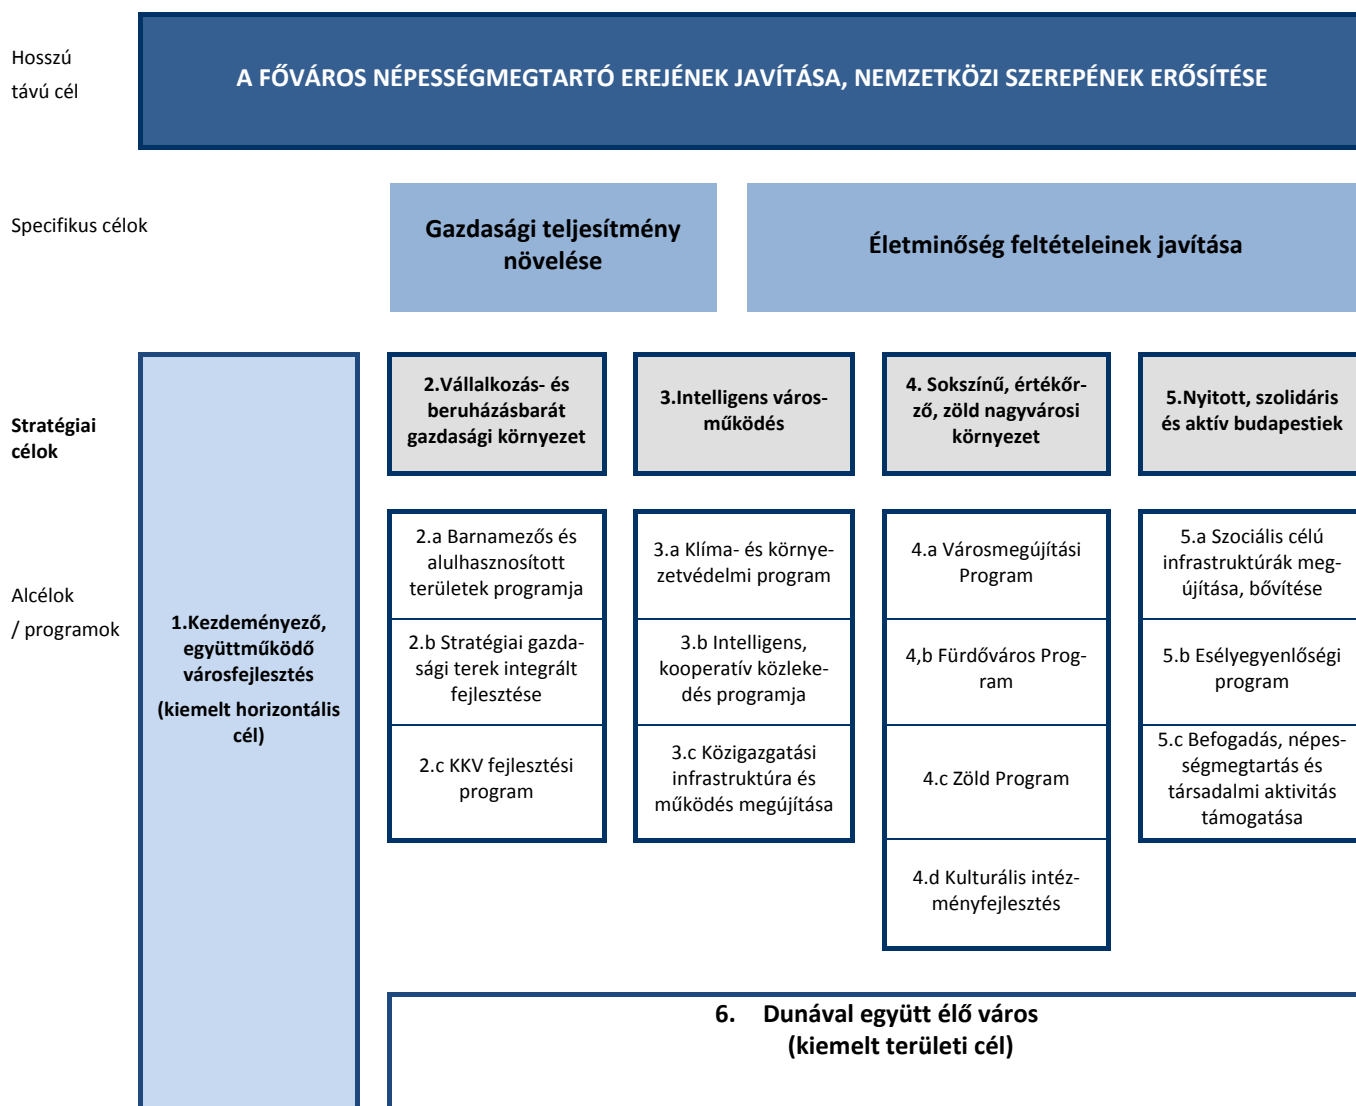 Hosszú
távú cél
A FŐVÁROS NÉPESSÉGMEGTARTÓ EREJÉNEK JAVÍTÁSA, NEMZETKÖZI SZEREPÉNEK ERŐSÍTÉSE
Specifikus célok
Gazdasági teljesítmény
növelése
Életminőség feltételeinek javítása
Stratégiai
célok
2.Vállalkozás- és
beruházásbarát
gazdasági környezet
3.Intelligens város-
működés
4. Sokszínű, értékőr-
ző, zöld nagyvárosi
környezet
5.Nyitott, szolidáris
és aktív budapestiek
Alcélok
/ programok
1.Kezdeményező,
együttműködő
városfejlesztés
(kiemelt horizontális
cél)
2.a Barnamezős és
alulhasznosított
területek programja
2.b Stratégiai gazda-
sági terek integrált
fejlesztése
2.c KKV fejlesztési
program
3.a Klíma- és környe-
zetvédelmi program
3.b Intelligens,
kooperatív közleke-
dés programja
3.c Közigazgatási
infrastruktúra és
működés megújítása
4.a Városmegújítási
Program
4,b Fürdőváros Prog-
ram
4.c Zöld Program
4.d Kulturális intéz-
ményfejlesztés
5.a Szociális célú
infrastruktúrák meg-
újítása, bővítése
5.b Esélyegyenlőségi
program
5.c Befogadás, népes-
ségmegtartás és
társadalmi aktivitás
támogatása
6. Dunával együtt élő város
(kiemelt területi cél)